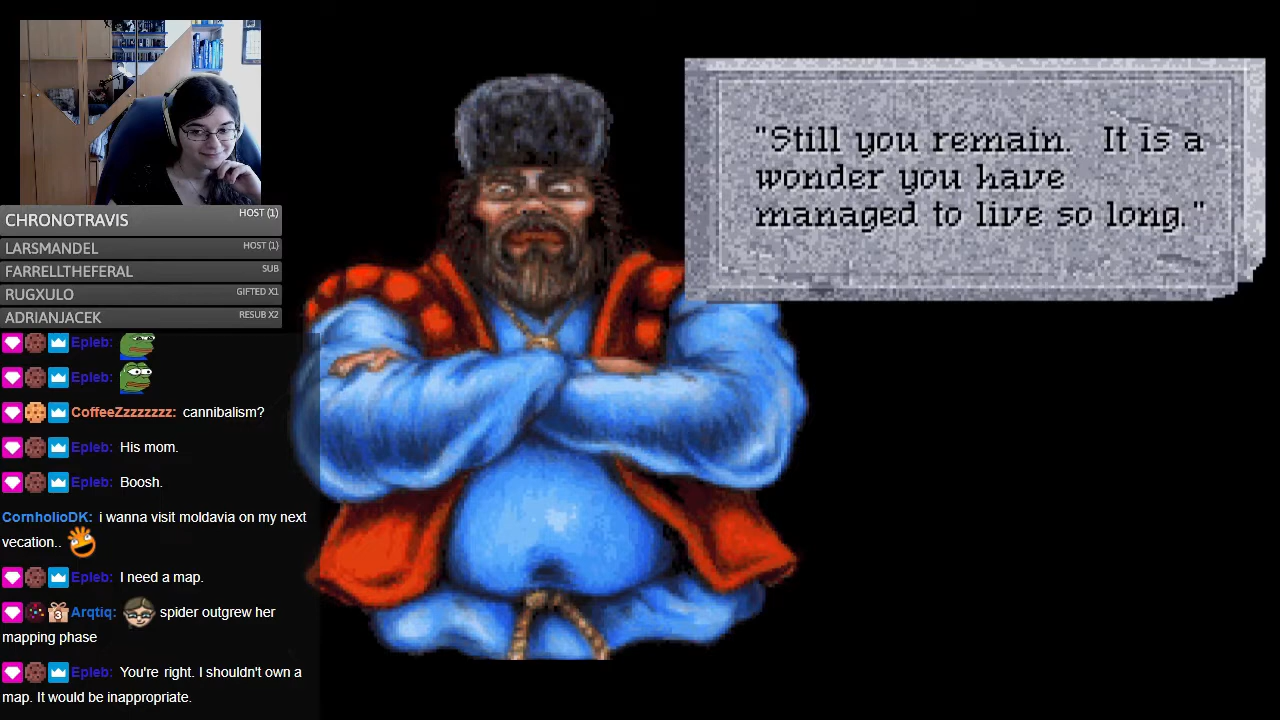 "Still you remain. It is a
wonder you have
managed to live so long."
CHRONOTRAVIS HOST (1)
LARSMANDEL HOST (1)
FARRELLTHEFERAL SUB
RUGXULO GIFTED X1
ADRIANJACEK RESUB X2
Epleb:
Epleb:
CoffeeZzzzzzzz: cannibalism?
Epleb: His mom.
Epleb: Boosh.
CornholioDK: i wanna visit moldavia on my next
vecation..
Epleb: I need a map.
3 Arqtiq: spider outgrew her
mapping phase
Epleb: You're right. I shouldn't own a
map. It would be inappropriate.